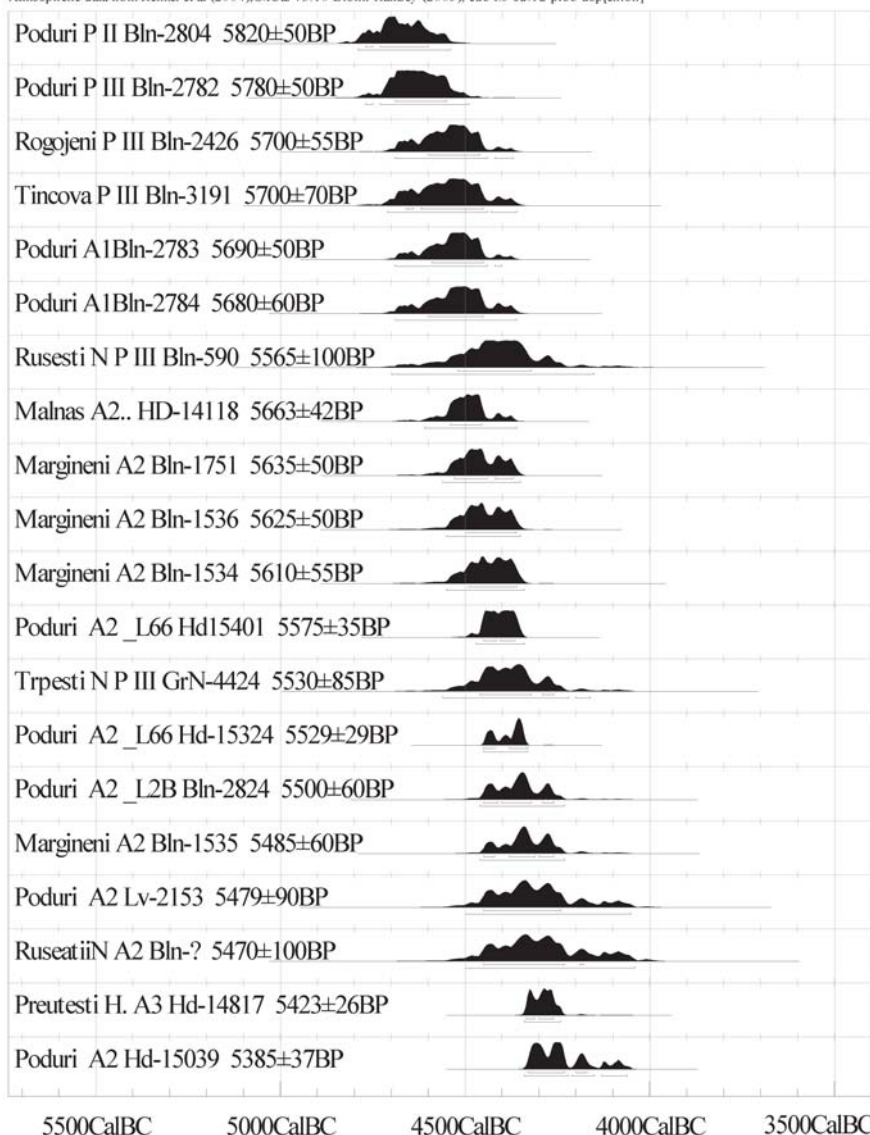 Poduri P II Bln-2804 5820±50BP
Poduri P III Bln-2782 5780±50BP
Rogojeni P III Bln-2426 5700±55BP
Tincova P III Bln-3191 5700±70BP
Poduri A1Bln-2783 5690±50BP
Poduri A1Bln-2784 5680±60BP
Rusesti N P III Bln-590 5565±100BP
Malnas A2.. HD-14118 5663±42BP
Margineni A2 Bln-1751 5635±50BP
Margineni A2 Bln-1536 5625±50BP
Margineni A2 Bln-1534 5610±55BP
Poduri A2 _L66 Hd15401 5575±35BP
Trpesti N P III GrN-4424 5530±85BP
Poduri A2 _L66 Hd-15324 5529±29BP
Poduri A2 _L2B Bln-2824 5500±60BP
Margineni A2 Bln-1535 5485±60BP
Poduri A2 Lv-2153 5479±90BP
RuseatiiN A2 Bln-? 5470±100BP
Preutesti H. A3 Hd-14817 5423±26BP
Poduri A2 Hd-15039 5385±37BP
5500CalBC 5000CalBC 4500CalBC 4000CalBC 3500CalBC